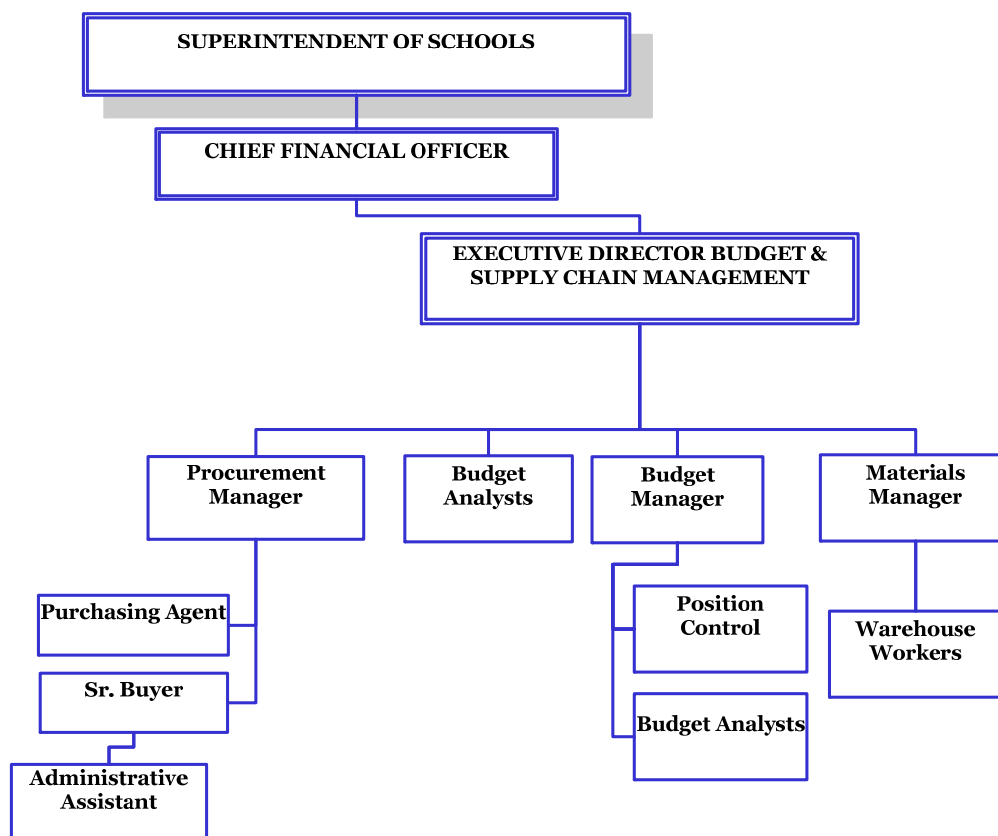 SUPERINTENDENT OF SCHOOLS
CHIEF FINANCIAL OFFICER
EXECUTIVE DIRECTOR BUDGET &
SUPPLY CHAIN MANAGEMENT
Procurement
Manager
Budget
Analysts
Budget
Manager
Materials
Manager
Purchasing Agent
Sr. Buyer
Administrative
Assistant
Position
Control
Budget Analysts
Warehouse
Workers